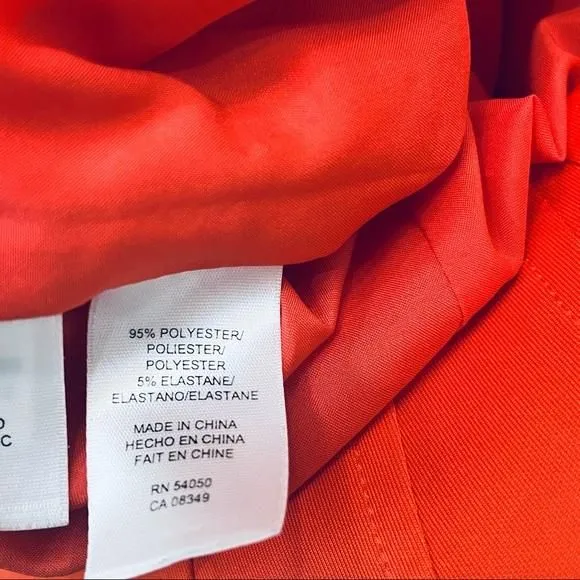 95% POLYESTER/
POLIESTER/
POLYESTER
5% ELASTANE/
ELASTANO/ELASTANE
MADE IN CHINA
HECHO EN CHINA
FAIT EN CHINE
RN 54050
CA 08349
C